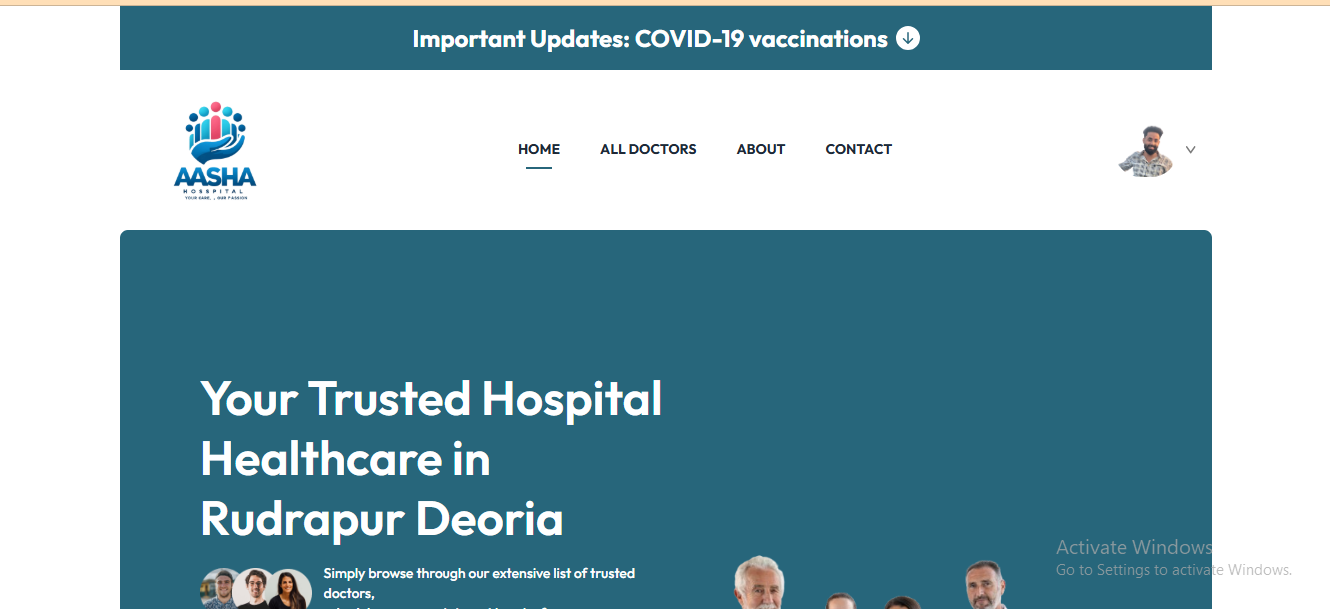 Important Updates: COVID-19 vaccinations
AASHA
HOSSPITAL
YOUR CARE, , OUR PASSION
HOME
ALL DOCTORS
ABOUT
CONTACT
Your Trusted Hospital
Healthcare in
Rudrapur Deoria
Simply browse through our extensive list of trusted
doctors,
Activate Windows
Go to Settings to activate Windows.